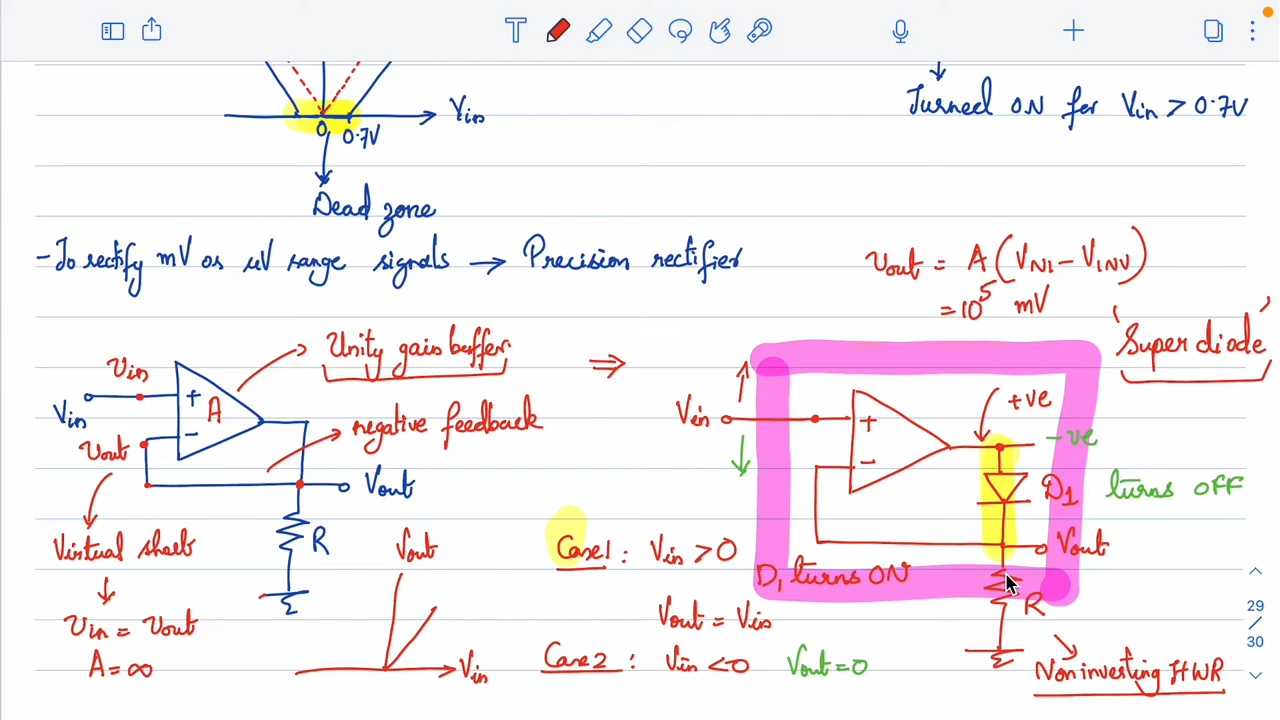 T
Vin
0
0.7V
Turned ON for Vin > 0.7V
Dead zone
- To rectify mV or µV range signals → Precision rectifier
Vout = A (VNI - VINV)
= 10^5 mV
'Super diode'
Unity gain buffer
⇒
Vin
Vin
+
A
-
Vout
negative feedback
Vout
R
Virtual short
Vin = Vout
A = ∞
Vout
Vin
Vin
+
-
+ve
-ve
D1 turns OFF
Vout
R
Case1 : Vin > 0
D1 turns ON
Vout = Vin
Case2 : Vin < 0 Vout = 0
Non inverting HWR
29
/
30